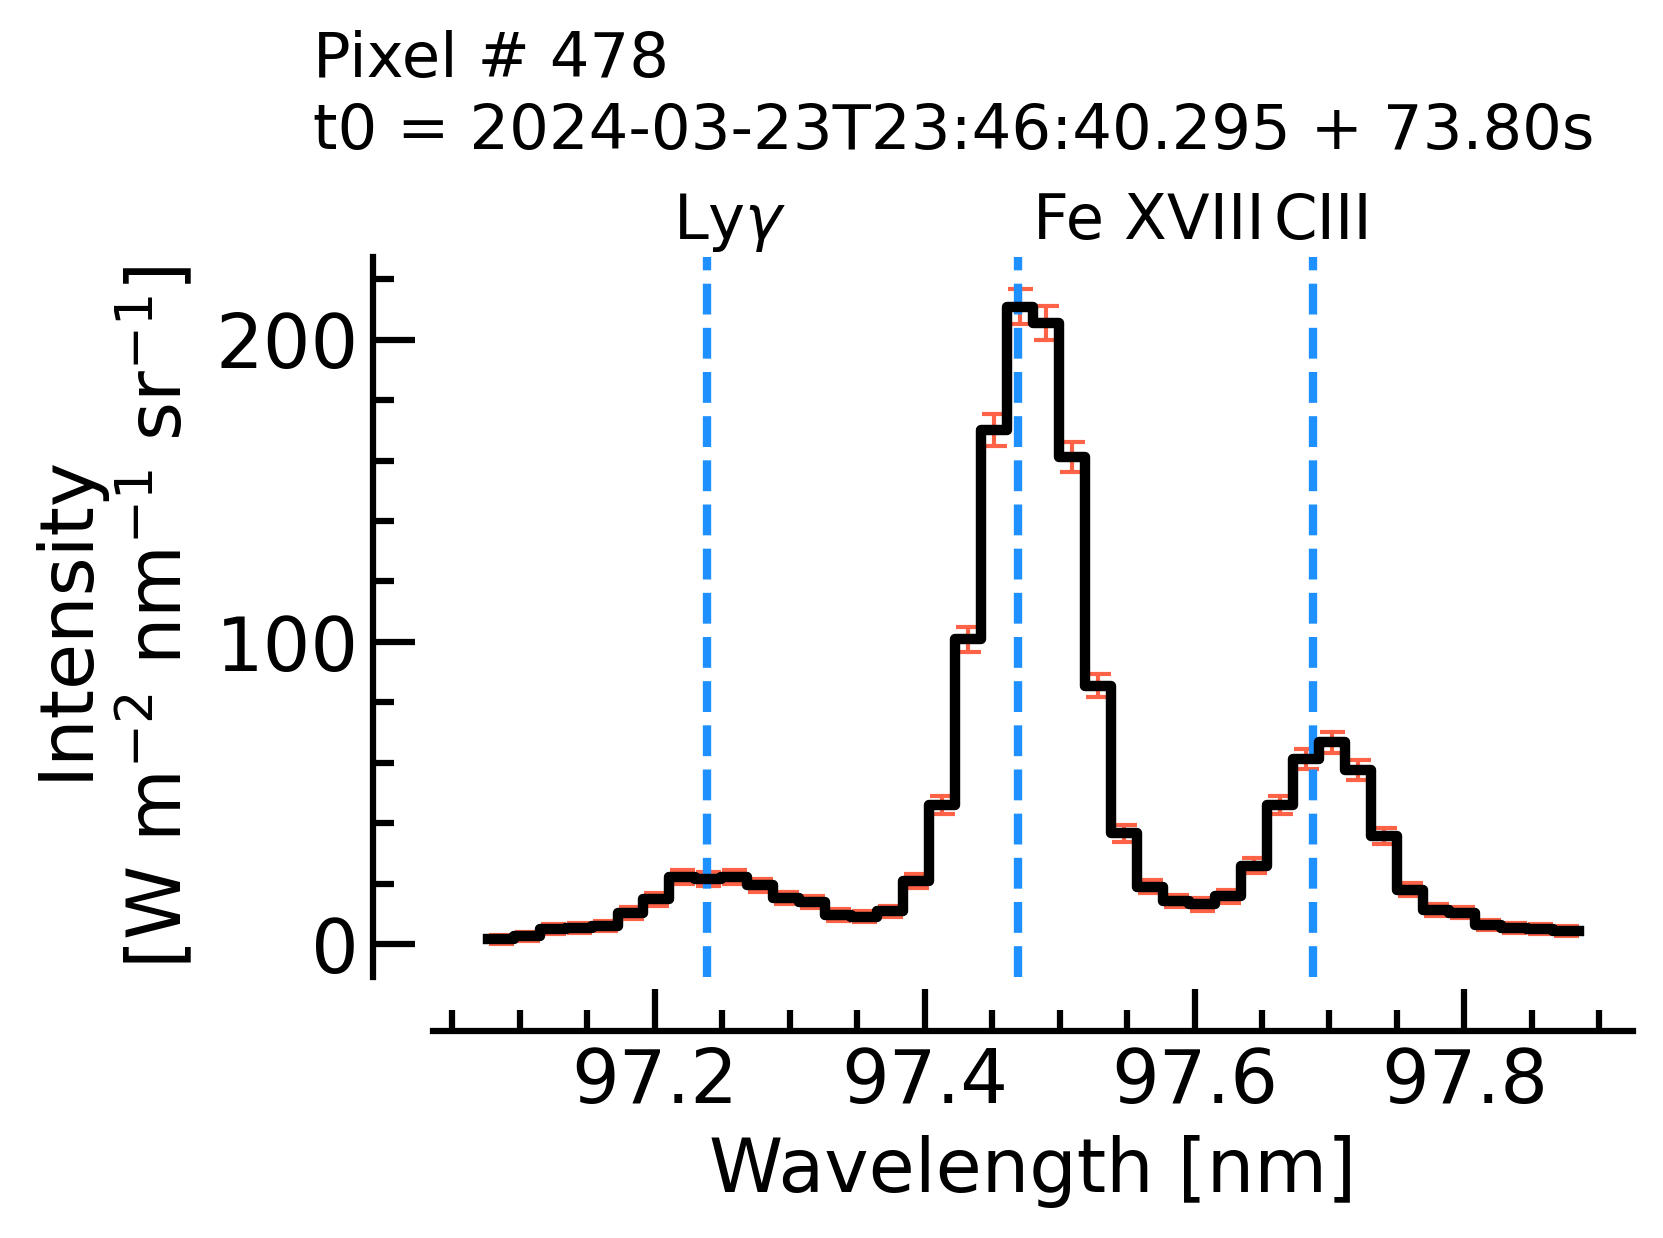 Pixel # 478
t0 = 2024-03-23T23:46:40.295 + 73.80s
Lyγ Fe XVIII CIII
Intensity
[W m⁻² nm⁻¹ sr⁻¹]
200
100
0
97.2 97.4 97.6 97.8
Wavelength [nm]